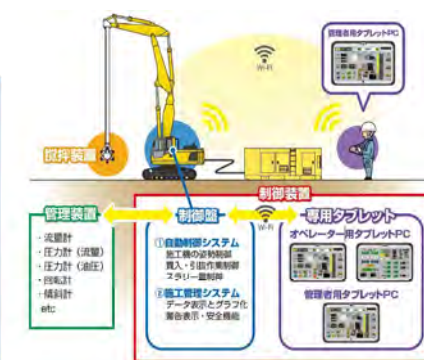 管理者用タブレットPC
Wi-Fi
攪拌装置
制御装置
管理装置
・流量計
・圧力計（流量）
・圧力計（油圧）
・回転計
・傾斜計
etc
制御盤
①自動制御システム
施工機の姿勢制御
貫入・引抜作業制御
スラリー量制御
②施工管理システム
データ表示とグラフ化
警告表示・安全機能
Wi-Fi
専用タブレット
オペレーター用タブレットPC
管理者用タブレットPC